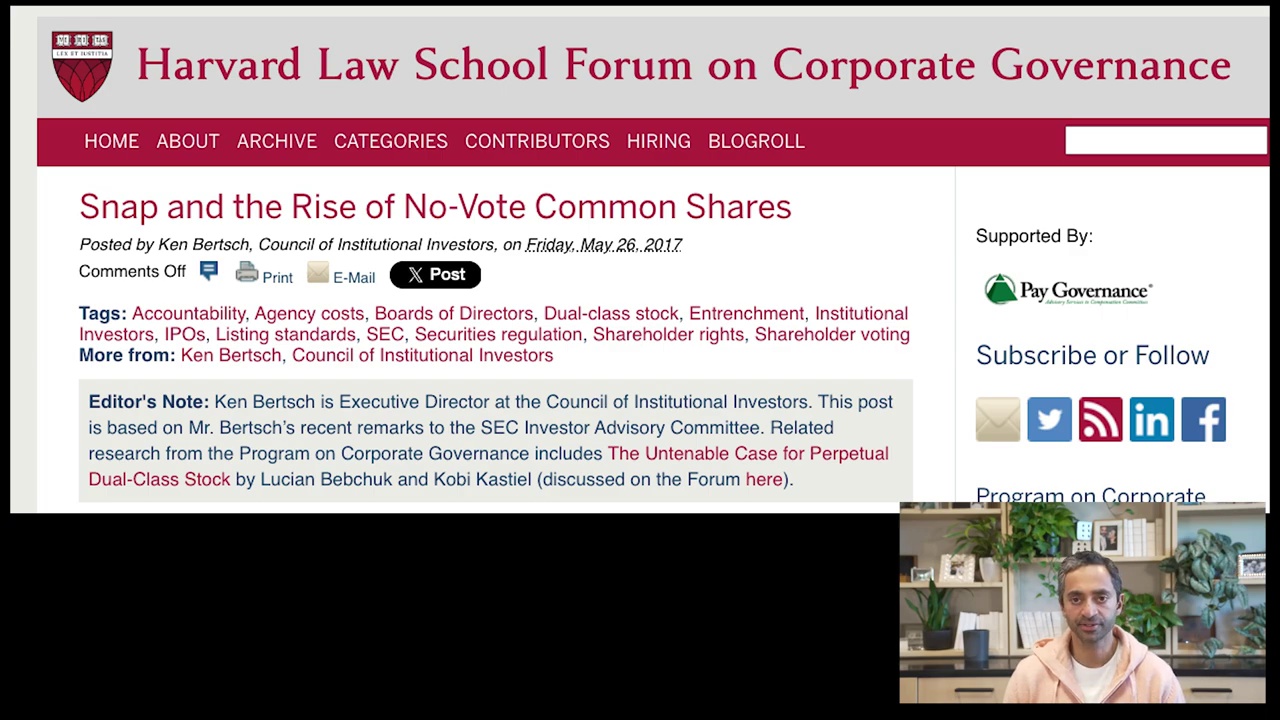 LEX ET IUSTITIA
Harvard Law School Forum on Corporate Governance
HOME ABOUT ARCHIVE CATEGORIES CONTRIBUTORS HIRING BLOGROLL
Snap and the Rise of No-Vote Common Shares
Posted by Ken Bertsch, Council of Institutional Investors, on Friday, May 26, 2017
Comments Off Print E-Mail X Post
Tags: Accountability, Agency costs, Boards of Directors, Dual-class stock, Entrenchment, Institutional
Investors, IPOs, Listing standards, SEC, Securities regulation, Shareholder rights, Shareholder voting
More from: Ken Bertsch, Council of Institutional Investors
Editor's Note: Ken Bertsch is Executive Director at the Council of Institutional Investors. This post
is based on Mr. Bertsch’s recent remarks to the SEC Investor Advisory Committee. Related
research from the Program on Corporate Governance includes The Untenable Case for Perpetual
Dual-Class Stock by Lucian Bebchuk and Kobi Kastiel (discussed on the Forum here).
Supported By:
Pay Governance
Advisory Services to Compensation Committees
Subscribe or Follow
in f
Program on Corporate